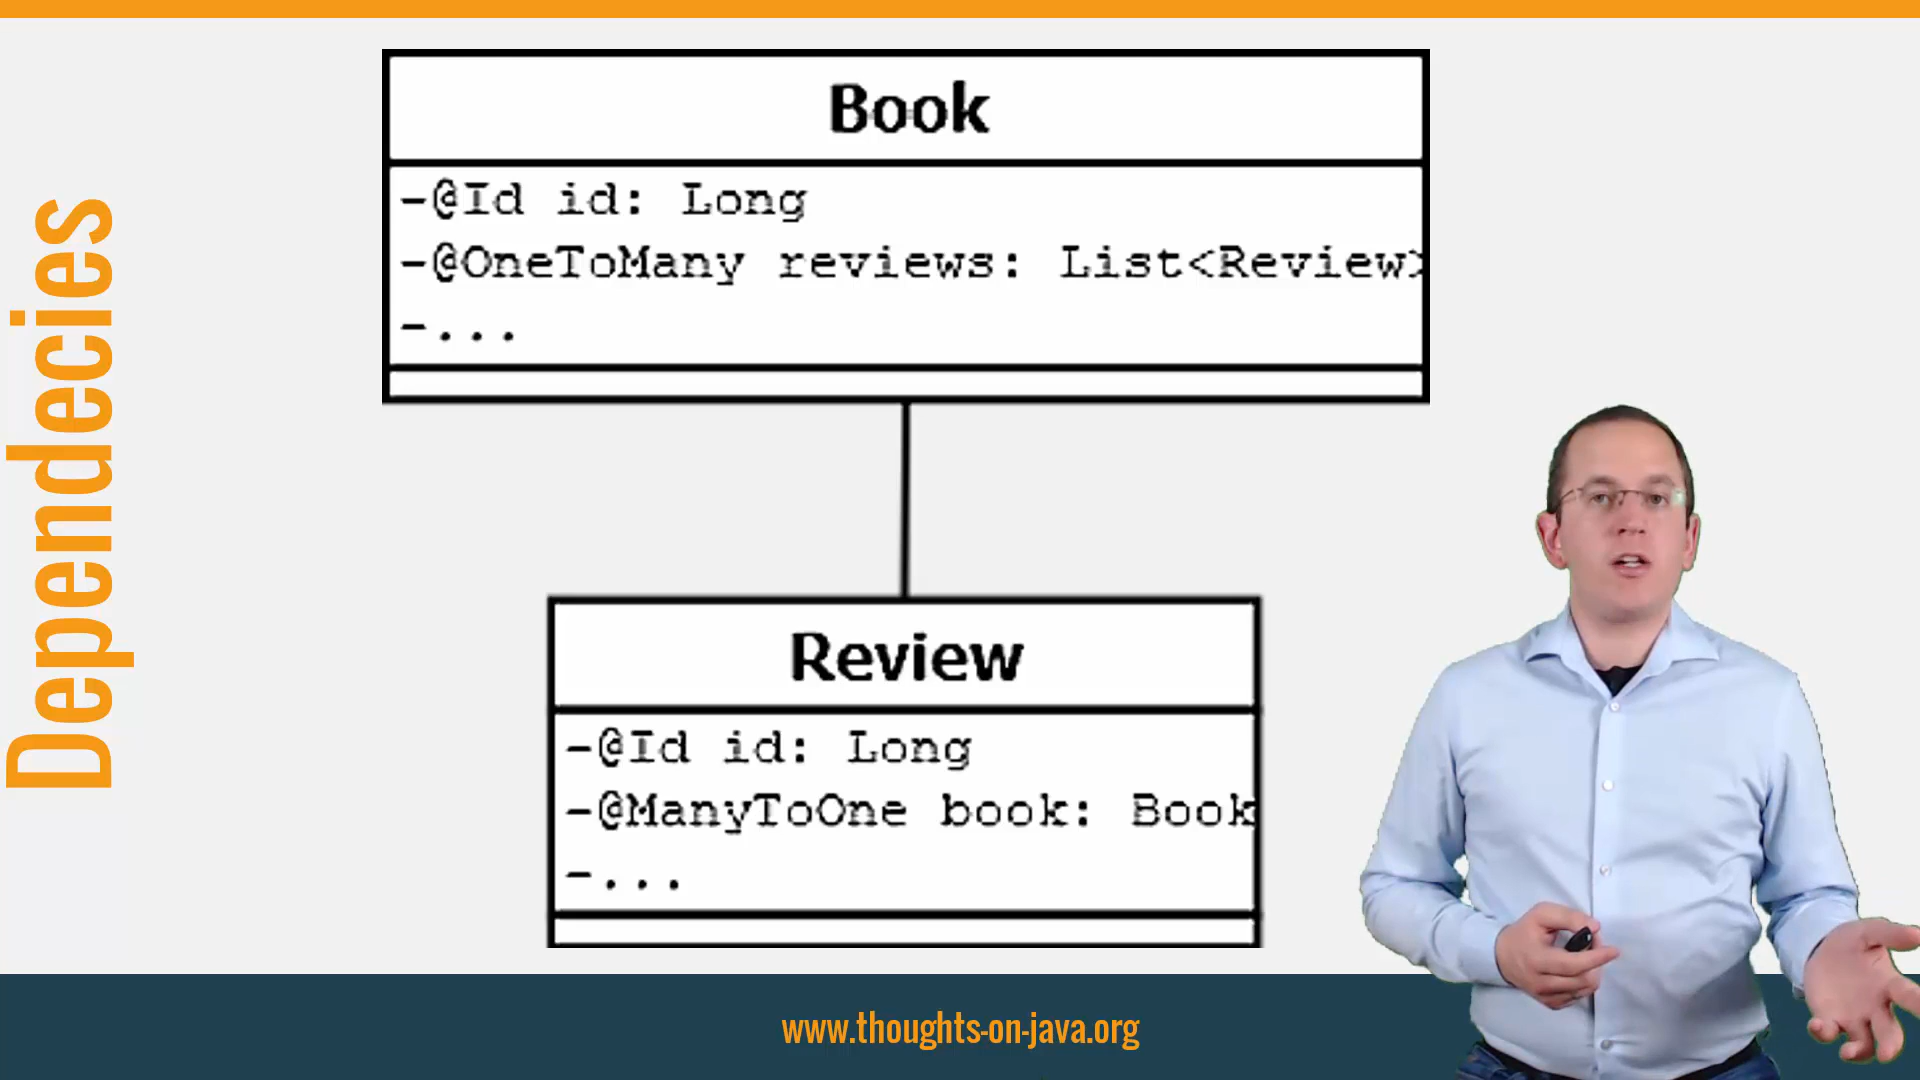 Dependecies
Book
-@Id id: Long
-@OneToMany reviews: List<Review>
-...
Review
-@Id id: Long
-@ManyToOne book: Book
-...
www.thoughts-on-java.org